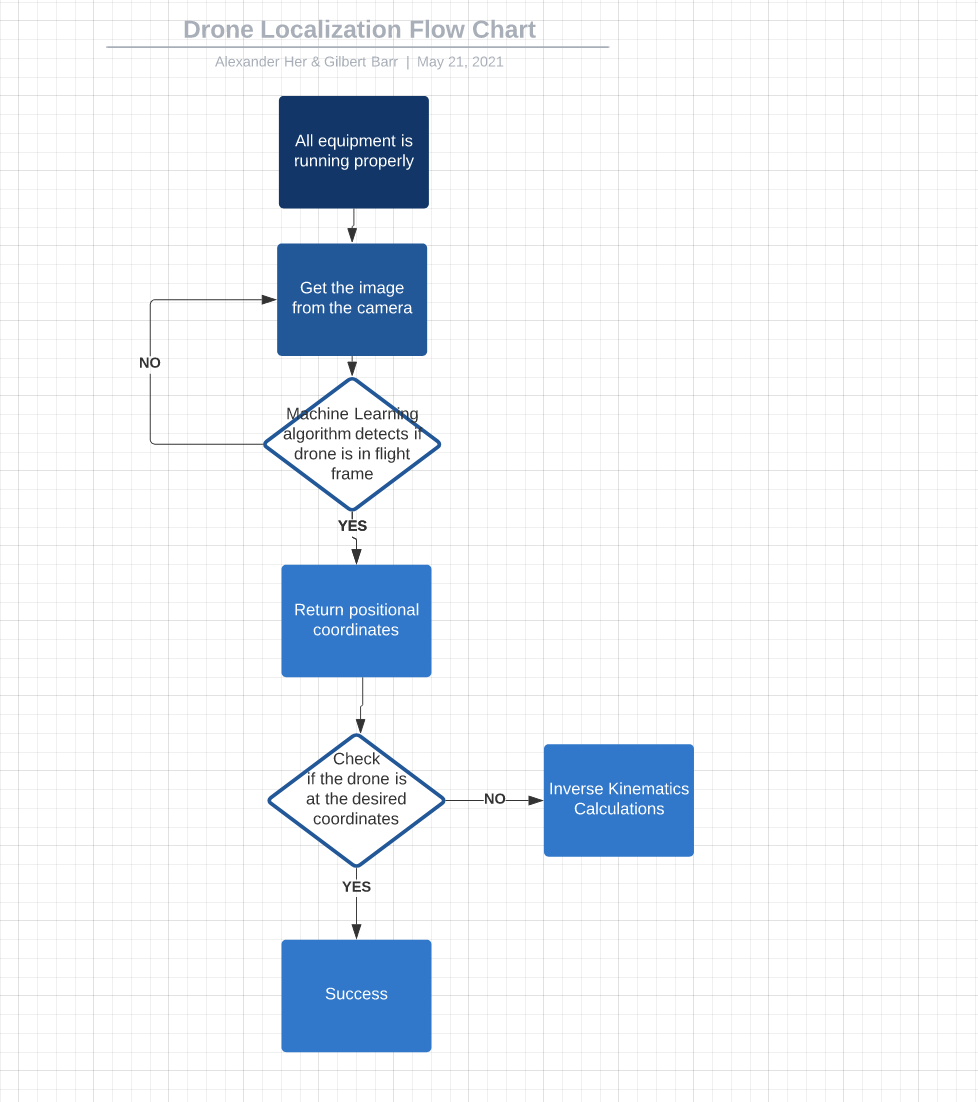 Drone Localization Flow Chart
Alexander Her & Gilbert Barr | May 21, 2021
All equipment is
running properly
Get the image
from the camera
NO
Machine Learning
algorithm detects if
drone is in flight
frame
YES
Return positional
coordinates
Check
if the drone is
at the desired
coordinates
NO
Inverse Kinematics
Calculations
YES
Success